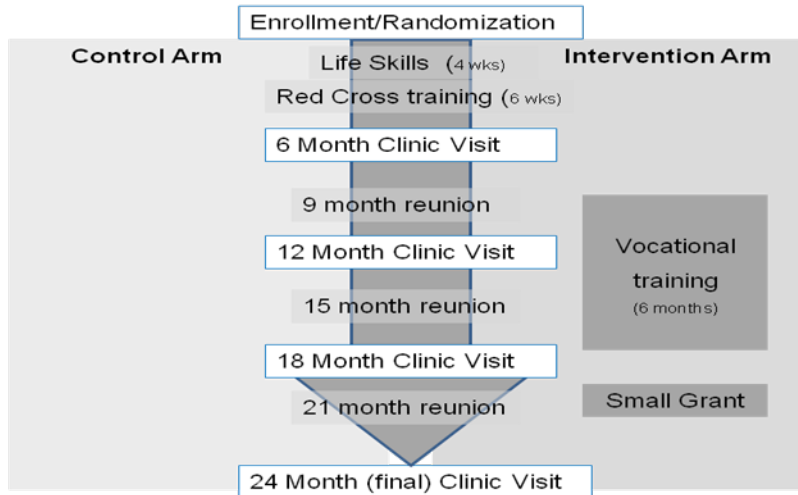 Enrollment/Randomization
Control Arm
Intervention Arm
Life Skills (4 wks)
Red Cross training (6 wks)
6 Month Clinic Visit
9 month reunion
12 Month Clinic Visit
15 month reunion
18 Month Clinic Visit
21 month reunion
24 Month (final) Clinic Visit
Vocational
training
(6 months)
Small Grant